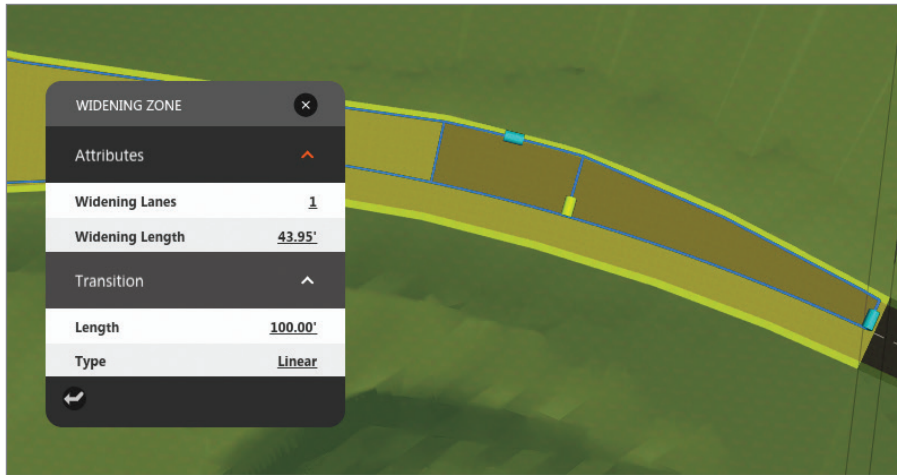 WIDENING ZONE
Attributes
Widening Lanes 1
Widening Length 43.95'
Transition
Length 100.00'
Type Linear